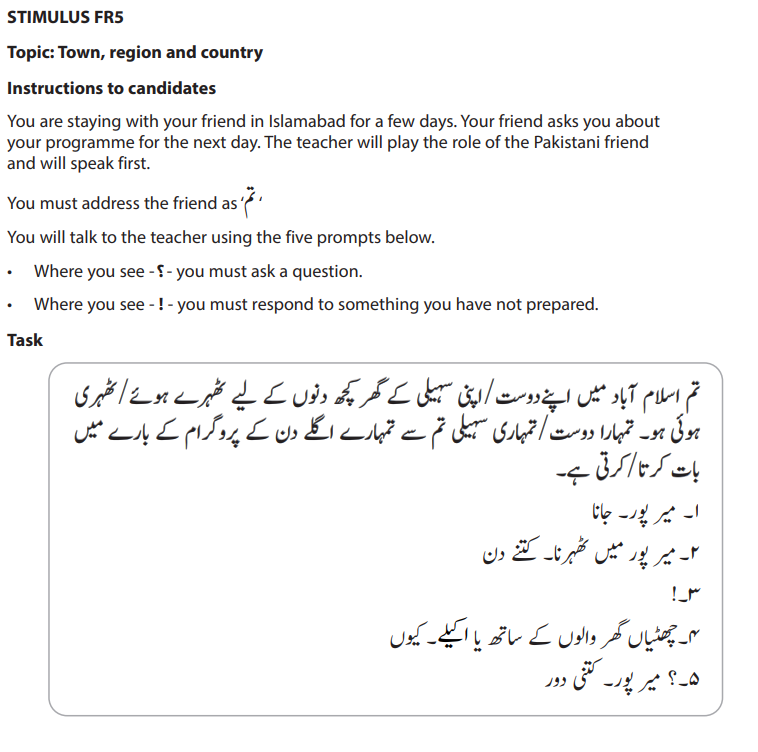 STIMULUS FR5
Topic: Town, region and country
Instructions to candidates
You are staying with your friend in Islamabad for a few days. Your friend asks you about
your programme for the next day. The teacher will play the role of the Pakistani friend
and will speak first.
You must address the friend as ‘تم’
You will talk to the teacher using the five prompts below.
• Where you see -؟- you must ask a question.
• Where you see - ! - you must respond to something you have not prepared.
Task
تم اسلام آباد میں اپنے دوست/اپنی سہیلی کے گھر کچھ دنوں کے لیے ٹھہرے ہوئے/ٹھہری
ہوئی ہو۔ تمہارا دوست/تمہاری سہیلی تم سے تمہارے اگلے دن کے پروگرام کے بارے میں
بات کرتا/کرتی ہے۔
۱۔ میر پور۔ جانا
۲۔ میر پور میں ٹھہرنا۔ کتنے دن
۳۔!
۴۔چھٹیاں گھر والوں کے ساتھ یا اکیلے۔ کیوں
۵۔؟ میر پور۔ کتنی دور